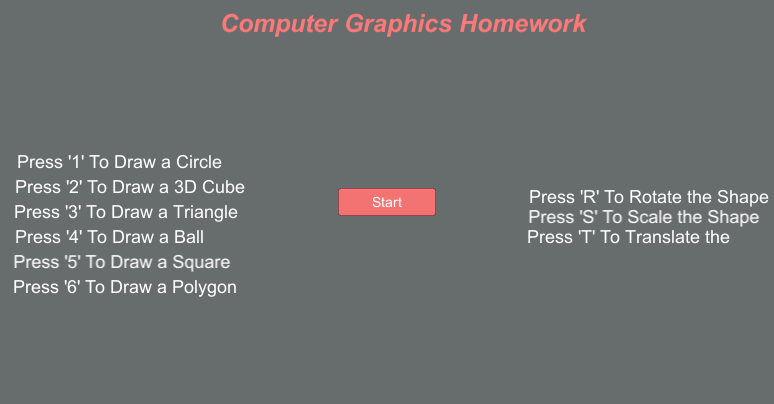 Computer Graphics Homework
Press '1' To Draw a Circle
Press '2' To Draw a 3D Cube
Press '3' To Draw a Triangle
Press '4' To Draw a Ball
Press '5' To Draw a Square
Press '6' To Draw a Polygon
Start
Press 'R' To Rotate the Shape
Press 'S' To Scale the Shape
Press 'T' To Translate the